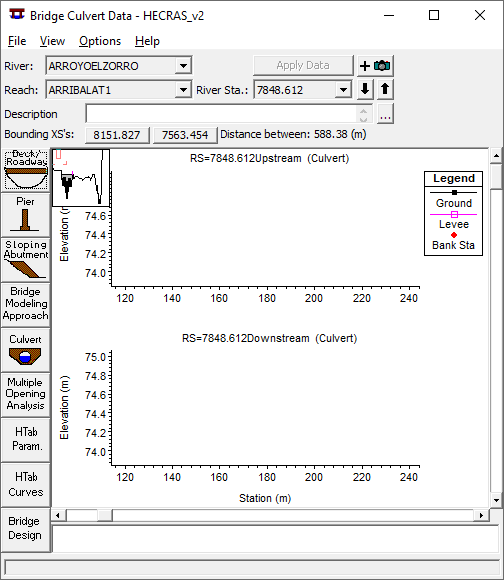 Bridge Culvert Data - HECRAS_v2
File View Options Help
River: ARROYOELZORRO Apply Data +
Reach: ARRIBALAT1 River Sta.: 7848.612
Description ...
Bounding XS's: 8151.827 7563.454 Distance between: 588.38 (m)
Deck/
Roadway
Pier
Sloping
Abutment
Bridge
Modeling
Approach
Culvert
Multiple
Opening
Analysis
HTab
Param.
HTab
Curves
Bridge
Design
RS=7848.612Upstream (Culvert)
Elevation
74.6
74.4
74.2
74.0
120 140 160 180 200 220 240
Legend
Ground
Levee
Bank Sta
RS=7848.612Downstream (Culvert)
Elevation (m)
75.0
74.8
74.6
74.4
74.2
74.0
120 140 160 180 200 220 240
Station (m)